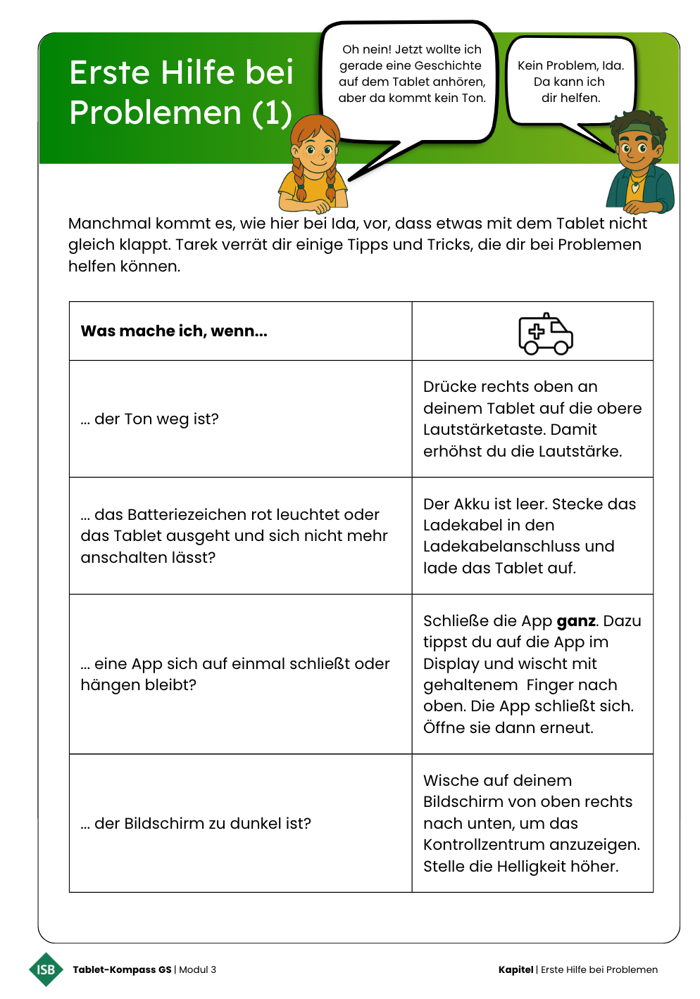 Erste Hilfe bei
Problemen (1)
Oh nein! Jetzt wollte ich
gerade eine Geschichte
auf dem Tablet anhören,
aber da kommt kein Ton.
Kein Problem, Ida.
Da kann ich
dir helfen.
Manchmal kommt es, wie hier bei Ida, vor, dass etwas mit dem Tablet nicht
gleich klappt. Tarek verrät dir einige Tipps und Tricks, die dir bei Problemen
helfen können.
Was mache ich, wenn...
... der Ton weg ist?
Drücke rechts oben an
deinem Tablet auf die obere
Lautstärketaste. Damit
erhöhst du die Lautstärke.
... das Batteriezeichen rot leuchtet oder
das Tablet ausgeht und sich nicht mehr
anschalten lässt?
Der Akku ist leer. Stecke das
Ladekabel in den
Ladekabelanschluss und
lade das Tablet auf.
... eine App sich auf einmal schließt oder
hängen bleibt?
Schließe die App ganz. Dazu
tippst du auf die App im
Display und wischt mit
gehaltenem  Finger nach
oben. Die App schließt sich.
Öffne sie dann erneut.
... der Bildschirm zu dunkel ist?
Wische auf deinem
Bildschirm von oben rechts
nach unten, um das
Kontrollzentrum anzuzeigen.
Stelle die Helligkeit höher.
ISB
Tablet-Kompass GS | Modul 3
Kapitel | Erste Hilfe bei Problemen